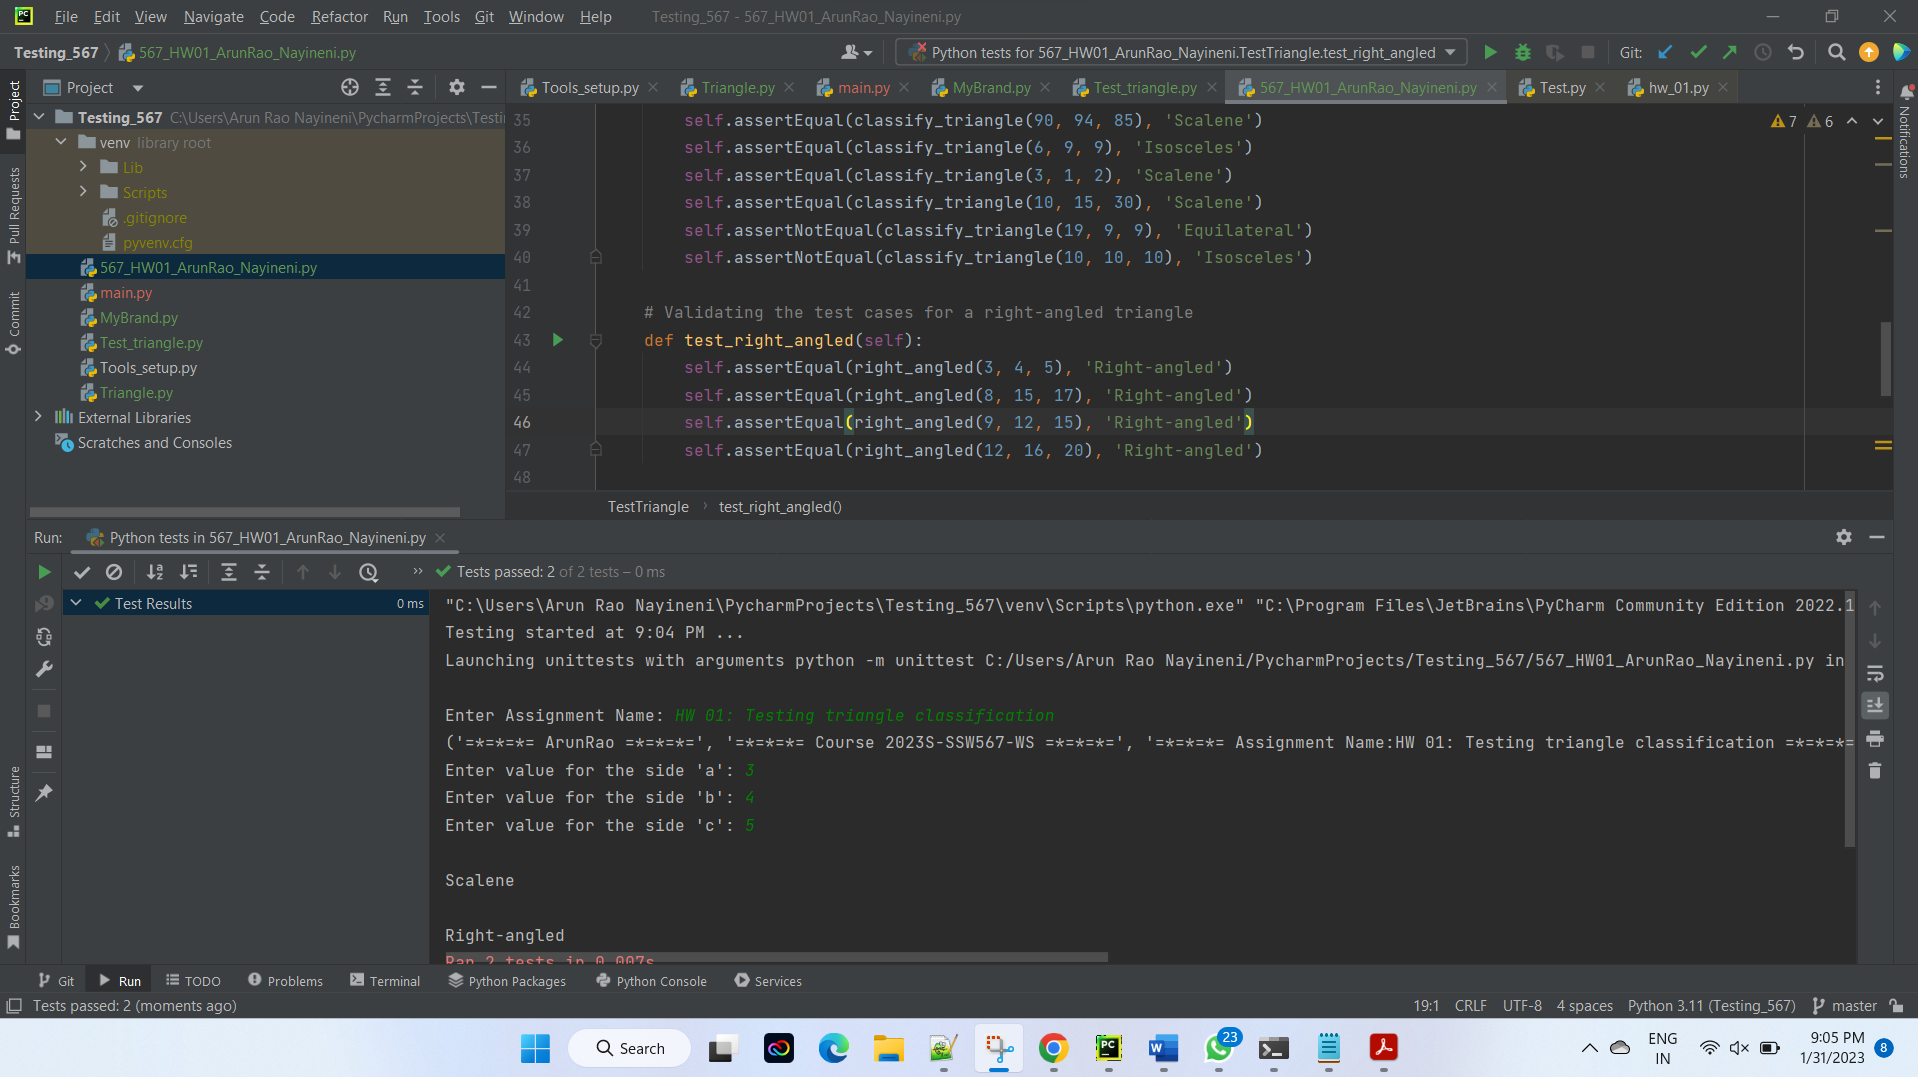 File Edit View Navigate Code Refactor Run Tools Git Window Help Testing_567 - 567_HW01_ArunRao_Nayineni.py
Testing_567 567_HW01_ArunRao_Nayineni.py Python tests for 567_HW01_ArunRao_Nayineni.TestTriangle.test_right_angled Git:
Project Tools_setup.py Triangle.py main.py MyBrand.py Test_triangle.py 567_HW01_ArunRao_Nayineni.py Test.py hw_01.py
Testing_567 C:\Users\Arun Rao Nayineni\PycharmProjects\Testi
venv library root
Lib
Scripts
.gitignore
pyvenv.cfg
567_HW01_ArunRao_Nayineni.py
main.py
MyBrand.py
Test_triangle.py
Tools_setup.py
Triangle.py
External Libraries
Scratches and Consoles
Project
Pull Requests
Commit
Structure
Bookmarks
Notifications
7 6
35 self.assertEqual(classify_triangle(90, 94, 85), 'Scalene')
36 self.assertEqual(classify_triangle(6, 9, 9), 'Isosceles')
37 self.assertEqual(classify_triangle(3, 1, 2), 'Scalene')
38 self.assertEqual(classify_triangle(10, 15, 30), 'Scalene')
39 self.assertNotEqual(classify_triangle(19, 9, 9), 'Equilateral')
40 self.assertNotEqual(classify_triangle(10, 10, 10), 'Isosceles')
41
42 # Validating the test cases for a right-angled triangle
43 def test_right_angled(self):
44 self.assertEqual(right_angled(3, 4, 5), 'Right-angled')
45 self.assertEqual(right_angled(8, 15, 17), 'Right-angled')
46 self.assertEqual(right_angled(9, 12, 15), 'Right-angled')
47 self.assertEqual(right_angled(12, 16, 20), 'Right-angled')
48
TestTriangle test_right_angled()
Run: Python tests in 567_HW01_ArunRao_Nayineni.py
Tests passed: 2 of 2 tests – 0 ms
Test Results 0 ms
"C:\Users\Arun Rao Nayineni\PycharmProjects\Testing_567\venv\Scripts\python.exe" "C:\Program Files\JetBrains\PyCharm Community Edition 2022.1
Testing started at 9:04 PM ...
Launching unittests with arguments python -m unittest C:/Users/Arun Rao Nayineni/PycharmProjects/Testing_567/567_HW01_ArunRao_Nayineni.py in
Enter Assignment Name: HW 01: Testing triangle classification
('=*=*=*= ArunRao =*=*=*=', '=*=*=*= Course 2023S-SSW567-WS =*=*=*=', '=*=*=*= Assignment Name:HW 01: Testing triangle classification =*=*=*=
Enter value for the side 'a': 3
Enter value for the side 'b': 4
Enter value for the side 'c': 5
Scalene
Right-angled
Ran 2 tests in 0.007s
Git Run TODO Problems Terminal Python Packages Python Console Services
Tests passed: 2 (moments ago) 19:1 CRLF UTF-8 4 spaces Python 3.11 (Testing_567) master
Search 23 ENG IN 9:05 PM 1/31/2023 8